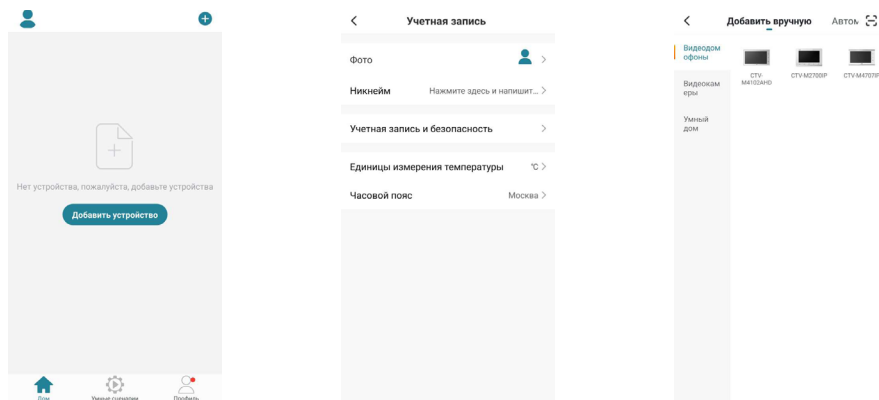 Нет устройства, пожалуйста, добавьте устройства
Добавить устройство
Дом
Умные сценарии
Профиль
Учетная запись
Фото
Никнейм
Нажмите здесь и напишит...
Учетная запись и безопасность
Единицы измерения температуры
°C
Часовой пояс
Москва
Добавить вручную
Автом
Видеодом
офоны
Видеокам
еры
Умный
дом
CTV-
M4102AHD
CTV-M2700IP
CTV-M4707IP